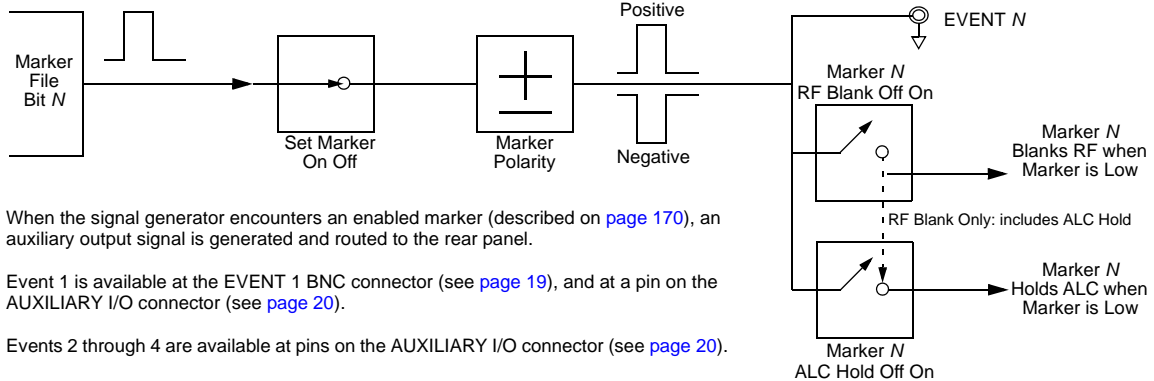 Marker
File
Bit N
Set Marker
On Off
Marker
Polarity
Positive
Negative
EVENT N
Marker N
RF Blank Off On
Marker N
Blanks RF when
Marker is Low
RF Blank Only: includes ALC Hold
Marker N
Holds ALC when
Marker is Low
Marker N
ALC Hold Off On
When the signal generator encounters an enabled marker (described on page 170), an
auxiliary output signal is generated and routed to the rear panel.
Event 1 is available at the EVENT 1 BNC connector (see page 19), and at a pin on the
AUXILIARY I/O connector (see page 20).
Events 2 through 4 are available at pins on the AUXILIARY I/O connector (see page 20).